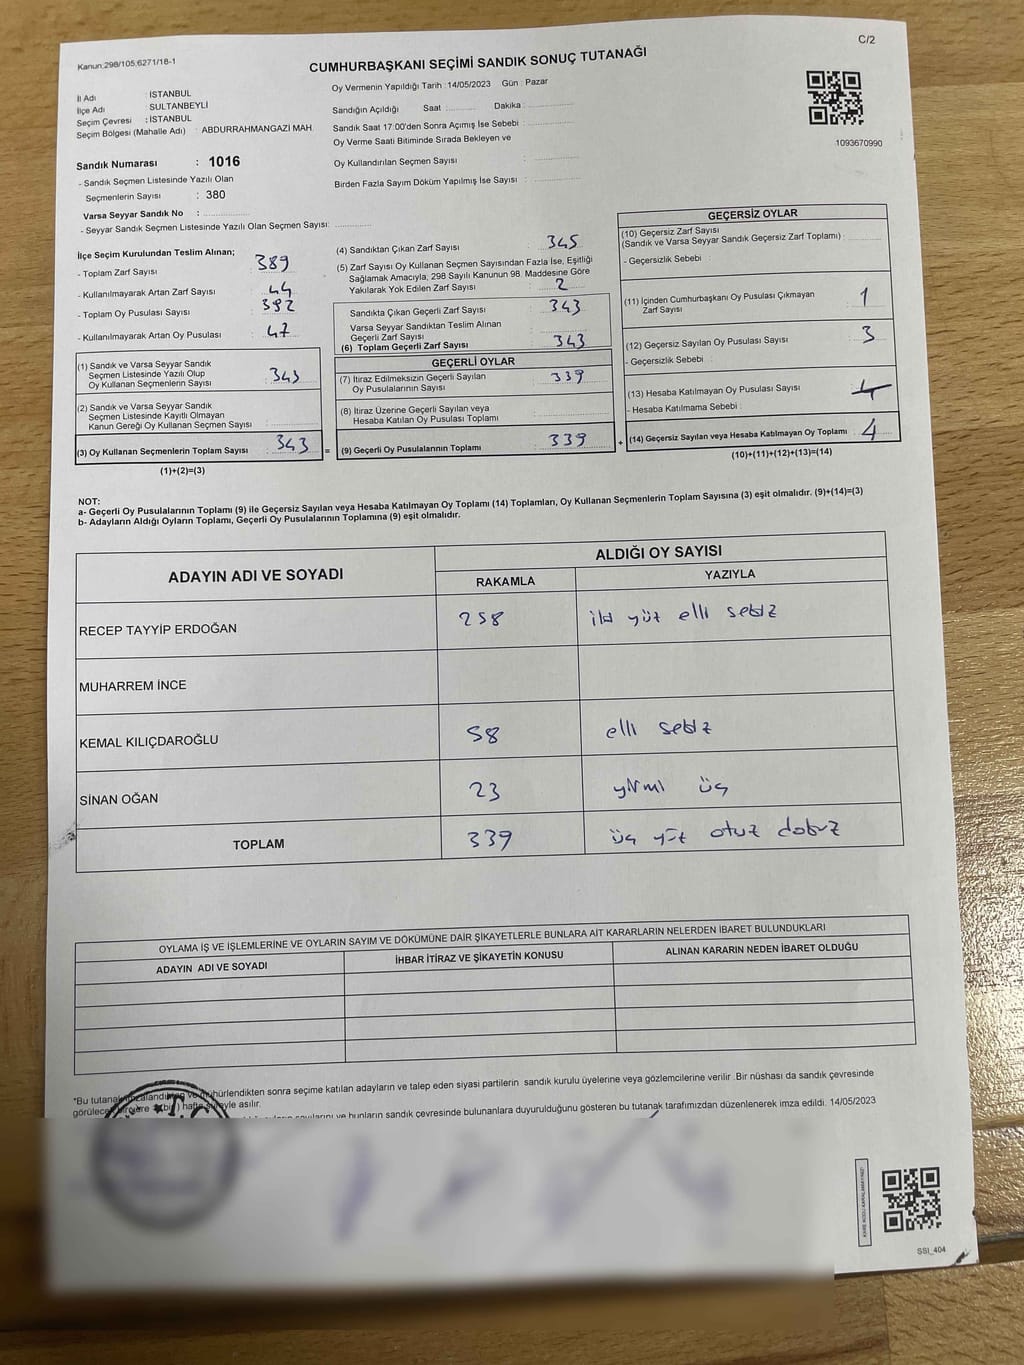 C/2
Kanun:298/105;6271/18-1
CUMHURBAŞKANI SEÇİMİ SANDIK SONUÇ TUTANAĞI
İl Adı : İSTANBUL
İlçe Adı : SULTANBEYLİ
Seçim Çevresi : İSTANBUL
Seçim Bölgesi (Mahalle Adı) : ABDURRAHMANGAZİ MAH.
Oy Vermenin Yapıldığı Tarih : 14/05/2023 Gün : Pazar
Sandığın Açıldığı Saat : Dakika :
Sandık Saat 17:00'den Sonra Açımış İse Sebebi :
Oy Verme Saati Bitiminde Sırada Bekleyen ve
Oy Kullandırılan Seçmen Sayısı :
Birden Fazla Sayım Döküm Yapılmış İse Sayısı :
1093670990
Sandık Numarası : 1016
- Sandık Seçmen Listesinde Yazılı Olan
Seçmenlerin Sayısı : 380
Varsa Seyyar Sandık No :
- Seyyar Sandık Seçmen Listesinde Yazılı Olan Seçmen Sayısı:
İlçe Seçim Kurulundan Teslim Alınan;
- Toplam Zarf Sayısı : 389
- Kullanılmayarak Artan Zarf Sayısı : 44
- Toplam Oy Pusulası Sayısı : 392
- Kullanılmayarak Artan Oy Pusulası : 47
(1) Sandık ve Varsa Seyyar Sandık
Seçmen Listesinde Yazılı Olup
Oy Kullanan Seçmenlerin Sayısı : 343
(2) Sandık ve Varsa Seyyar Sandık
Seçmen Listesinde Kayıtlı Olmayan
Kanun Gereği Oy Kullanan Seçmen Sayısı :
(3) Oy Kullanan Seçmenlerin Toplam Sayısı : 343
(1)+(2)=(3)
(4) Sandıktan Çıkan Zarf Sayısı : 345
(5) Zarf Sayısı Oy Kullanan Seçmen Sayısından Fazla İse, Eşitliği
Sağlamak Amacıyla, 298 Sayılı Kanunun 98. Maddesine Göre
Yakılarak Yok Edilen Zarf Sayısı : 2
Sandıkta Çıkan Geçerli Zarf Sayısı : 343
Varsa Seyyar Sandıktan Teslim Alınan
Geçerli Zarf Sayısı :
(6) Toplam Geçerli Zarf Sayısı : 343
=
GEÇERLİ OYLAR
(7) İtiraz Edilmeksizin Geçerli Sayılan
Oy Pusulalarının Sayısı : 339
(8) İtiraz Üzerine Geçerli Sayılan veya
Hesaba Katılan Oy Pusulası Toplamı :
(9) Geçerli Oy Pusulalarının Toplamı : 339
+
GEÇERSİZ OYLAR
(10) Geçersiz Zarf Sayısı
(Sandık ve Varsa Seyyar Sandık Geçersiz Zarf Toplamı) :
- Geçersizlik Sebebi :
(11) İçinden Cumhurbaşkanı Oy Pusulası Çıkmayan
Zarf Sayısı : 1
(12) Geçersiz Sayılan Oy Pusulası Sayısı : 3
- Geçersizlik Sebebi :
(13) Hesaba Katılmayan Oy Pusulası Sayısı :
- Hesaba Katılmama Sebebi :
(14) Geçersiz Sayılan veya Hesaba Katılmayan Oy Toplamı : 4
(10)+(11)+(12)+(13)=(14)
NOT:
a- Geçerli Oy Pusulalarının Toplamı (9) ile Geçersiz Sayılan veya Hesaba Katılmayan Oy Toplamı (14) Toplamları, Oy Kullanan Seçmenlerin Toplam Sayısına (3) eşit olmalıdır. (9)+(14)=(3)
b- Adayların Aldığı Oyların Toplamı, Geçerli Oy Pusulalarının Toplamına (9) eşit olmalıdır.
ADAYIN ADI VE SOYADI
ALDIĞI OY SAYISI
RAKAMLA YAZIYLA
RECEP TAYYİP ERDOĞAN 258 iki yüz elli sekiz
MUHARREM İNCE
KEMAL KILIÇDAROĞLU 58 elli sekiz
SİNAN OĞAN 23 yirmi üç
TOPLAM 339 üç yüz otuz dokuz
OYLAMA İŞ VE İŞLEMLERİNE VE OYLARIN SAYIM VE DÖKÜMÜNE DAİR ŞİKAYETLERLE BUNLARA AİT KARARLARIN NELERDEN İBARET BULUNDUKLARI
ADAYIN ADI VE SOYADI İHBAR İTİRAZ VE ŞİKAYETİN KONUSU ALINAN KARARIN NEDEN İBARET OLDUĞU
*Bu tutanak imzalandıktan ve mühürlendikten sonra seçime katılan adayların ve talep eden siyasi partilerin sandık kurulu üyelerine veya gözlemcilerine verilir .Bir nüshası da sandık çevresinde
görülecek bir yere (bir) hafta süreyle asılır.
ve bunların sandık çevresinde bulunanlara duyurulduğunu gösteren bu tutanak tarafımızdan düzenlenerek imza edildi. 14/05/2023
T.C
SSI_404